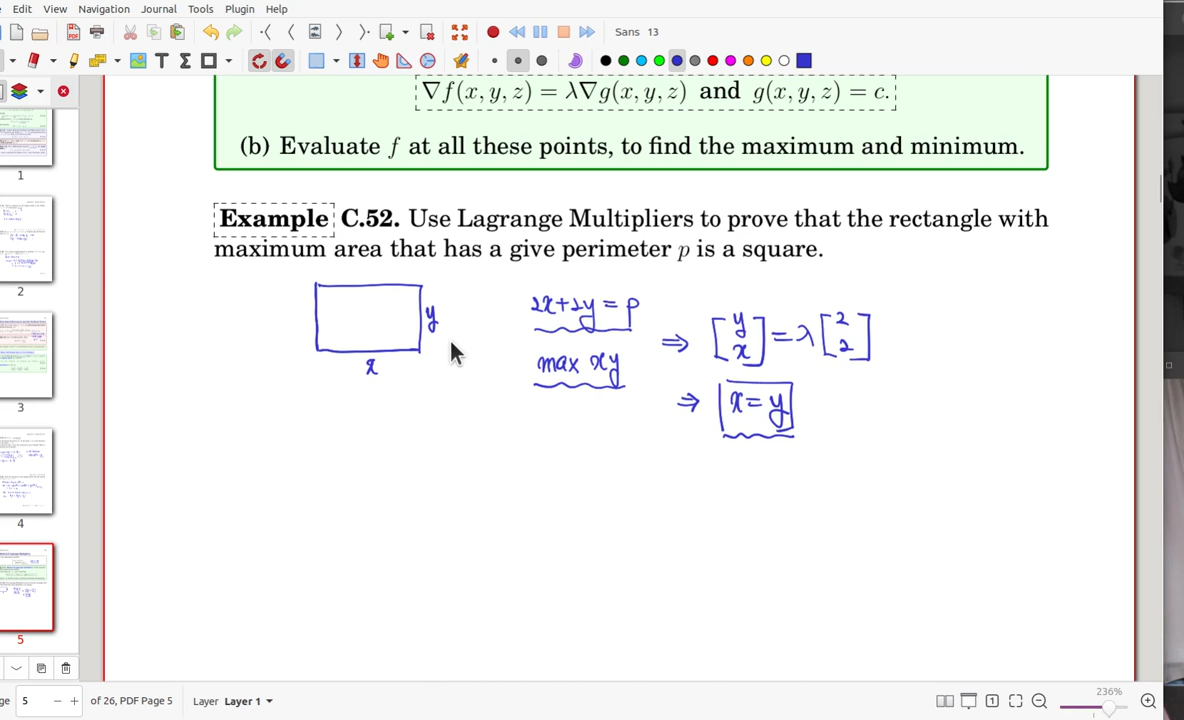 Edit View Navigation Journal Tools Plugin Help
Sans 13
∇f(x, y, z) = λ∇g(x, y, z) and g(x, y, z) = c.
(b) Evaluate f at all these points, to find the maximum and minimum.
Example C.52. Use Lagrange Multipliers to prove that the rectangle with
maximum area that has a give perimeter p is a square.
y
x
2x+2y = p
max xy
⇒ [y x] = λ [2 2]
⇒ x = y
1
2
3
4
5
ge 5 − + of 26, PDF Page 5 Layer Layer 1
236%